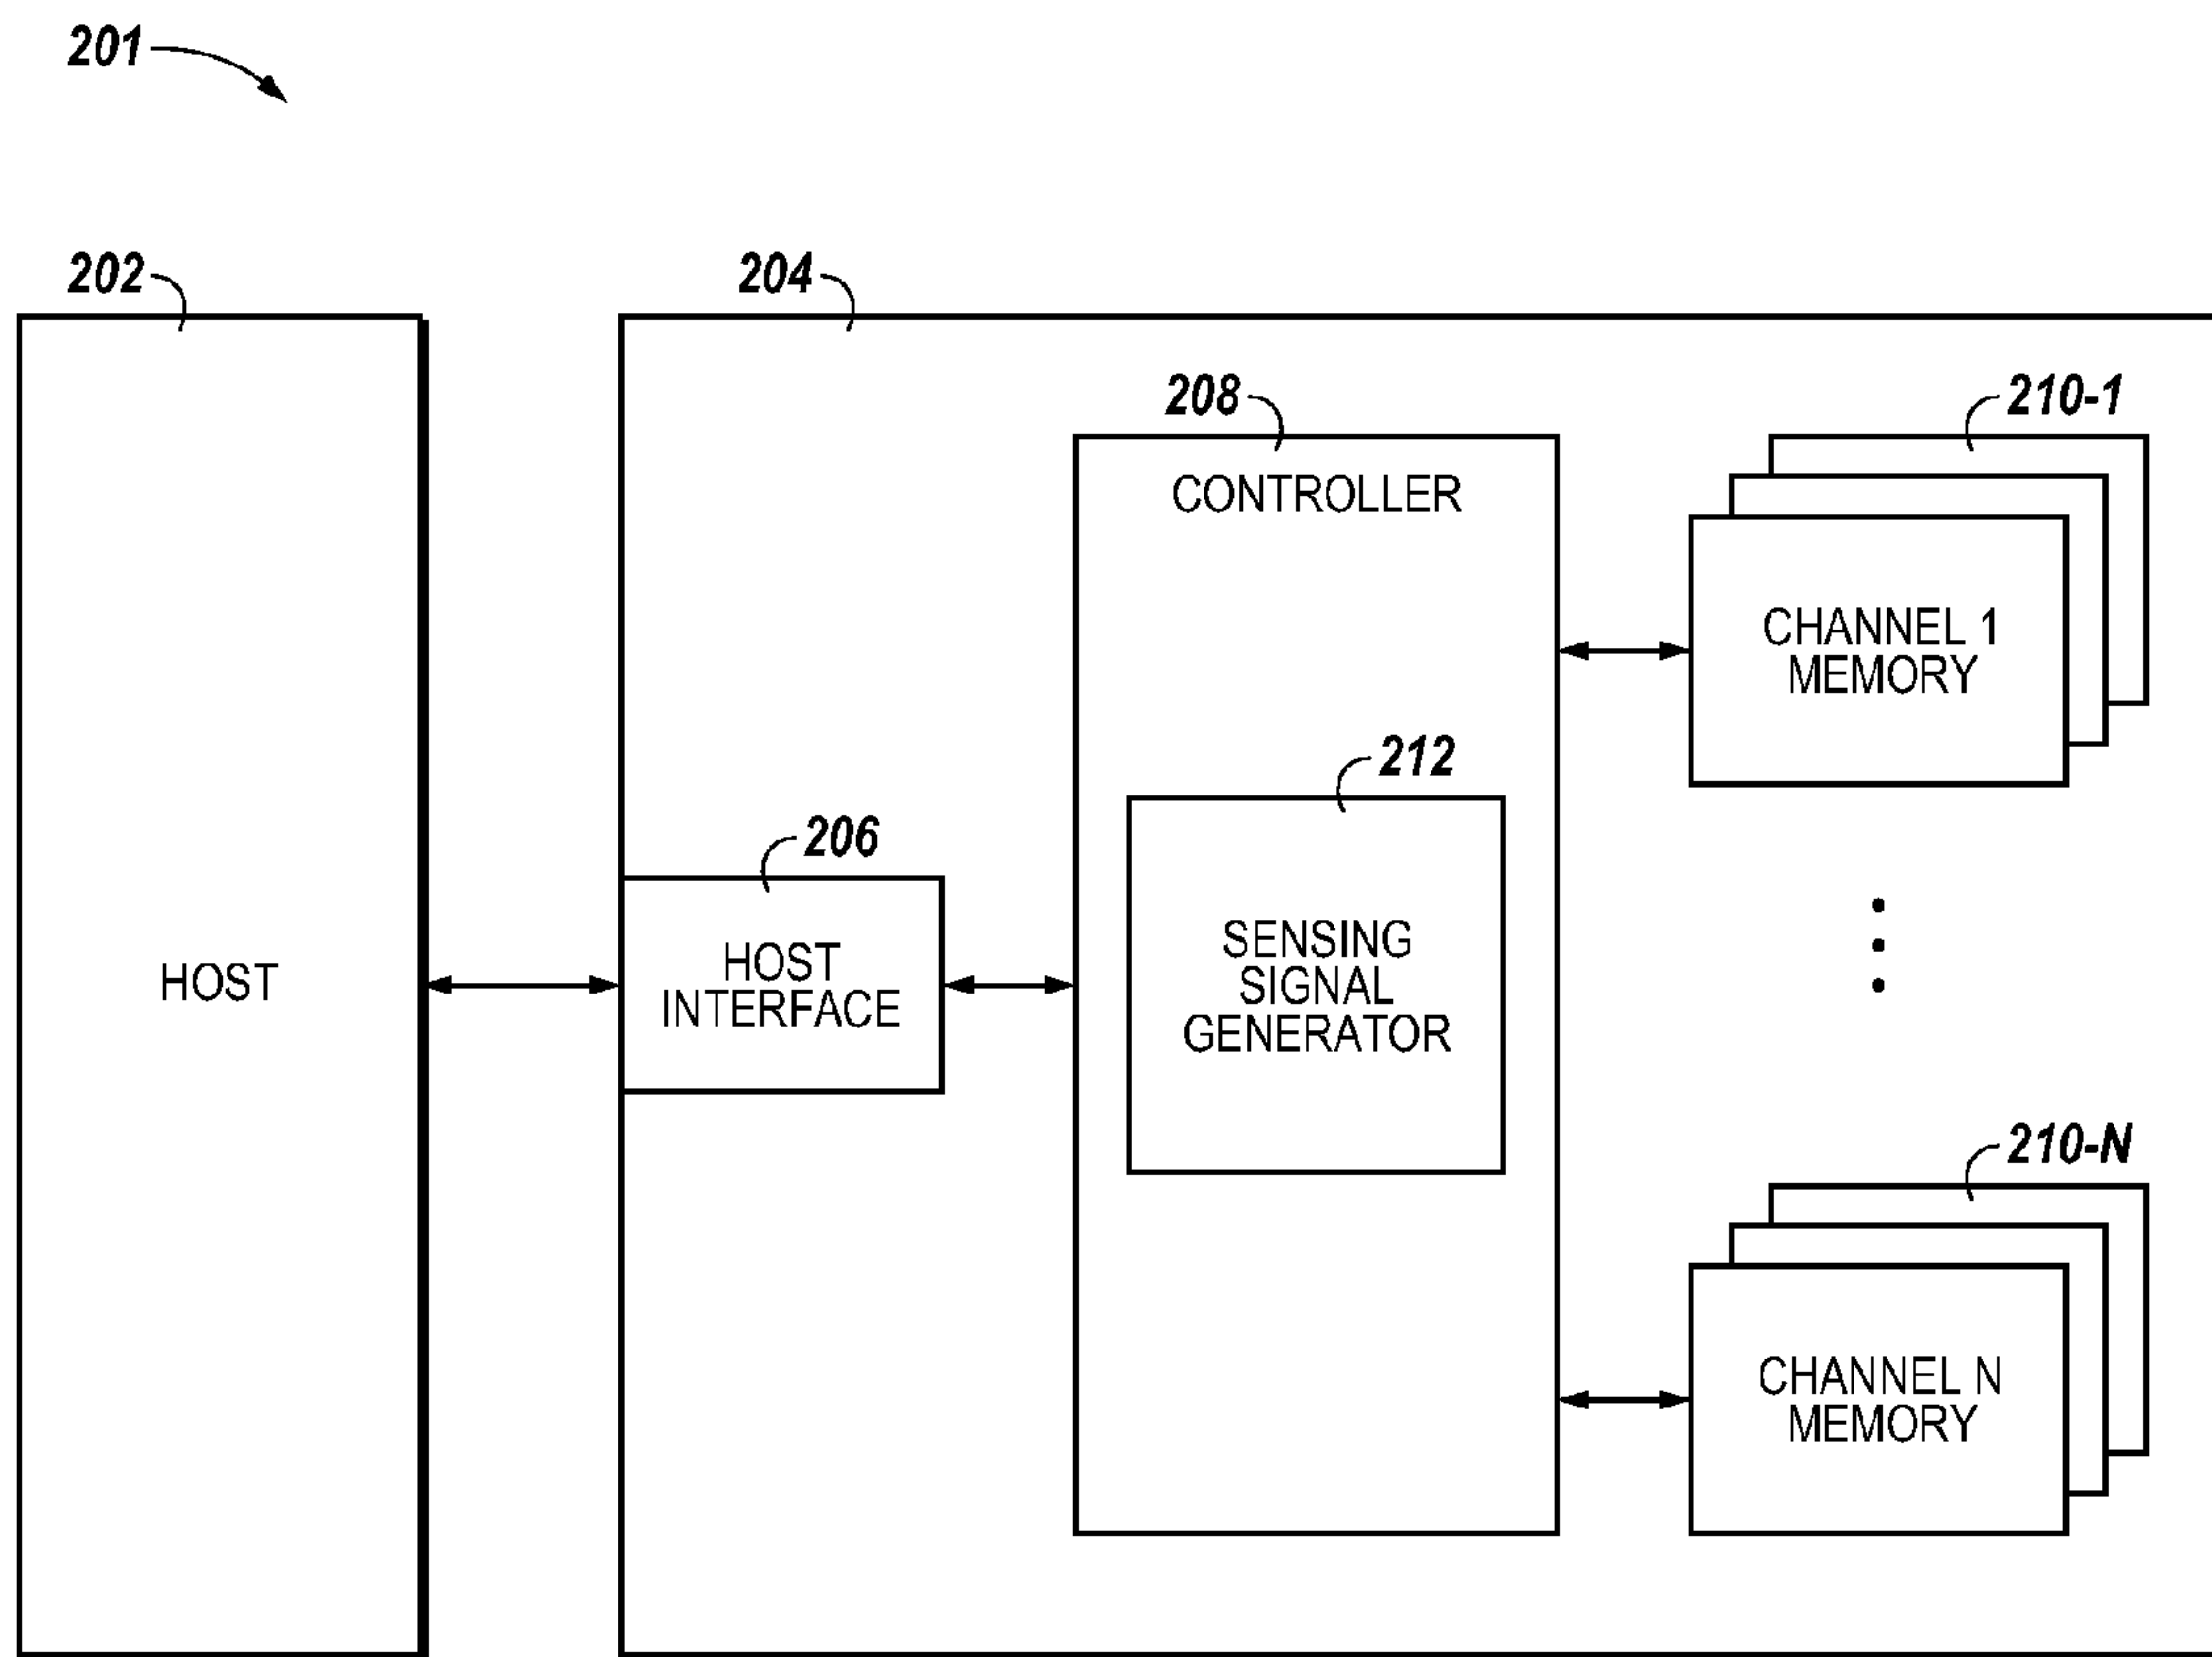 201
202
204
208
210-1
CONTROLLER
CHANNEL 1
MEMORY
212
206
SENSING
SIGNAL
GENERATOR
HOST
INTERFACE
HOST
210-N
CHANNEL N
MEMORY